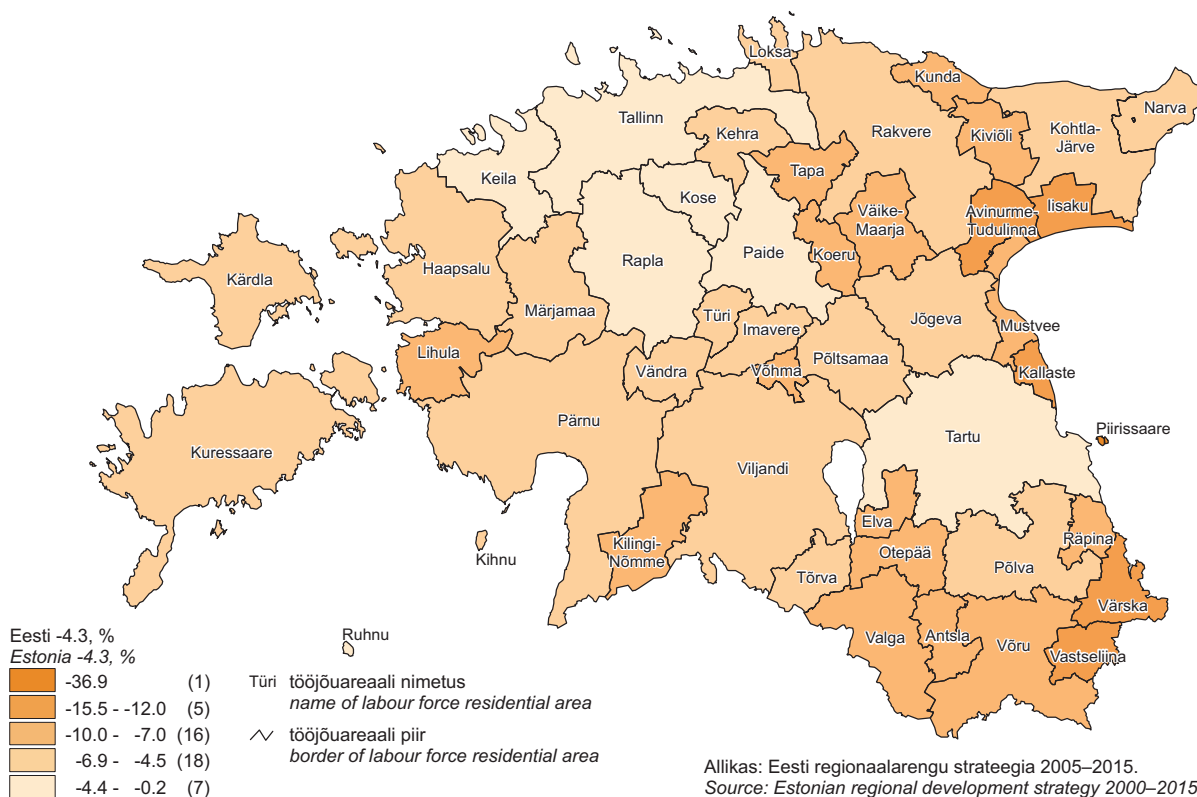 Loksa
Kunda
Narva
Tallinn
Kehra
Rakvere
Kiviõli
Kohtla-
Järve
Keila
Tapa
Kose
Väike-
Maarja
Avinurme-
Tudulinna
Iisaku
Haapsalu
Rapla
Paide
Koeru
Kärdla
Märjamaa
Türi
Imavere
Jõgeva
Mustvee
Lihula
Vändra
Võhma
Põltsamaa
Kallaste
Pärnu
Piirissaare
Kuressaare
Viljandi
Tartu
Elva
Räpina
Kilingi-
Nõmme
Otepää
Kihnu
Tõrva
Põlva
Värska
Ruhnu
Valga
Antsla
Võru
Vastseliina
Eesti -4.3, %
Estonia -4.3, %
-36.9 (1)
-15.5 - -12.0 (5)
-10.0 - -7.0 (16)
-6.9 - -4.5 (18)
-4.4 - -0.2 (7)
Türi tööjõuareaali nimetus
name of labour force residential area
tööjõuareaali piir
border of labour force residential area
Allikas: Eesti regionaalarengu strateegia 2005–2015.
Source: Estonian regional development strategy 2000–2015